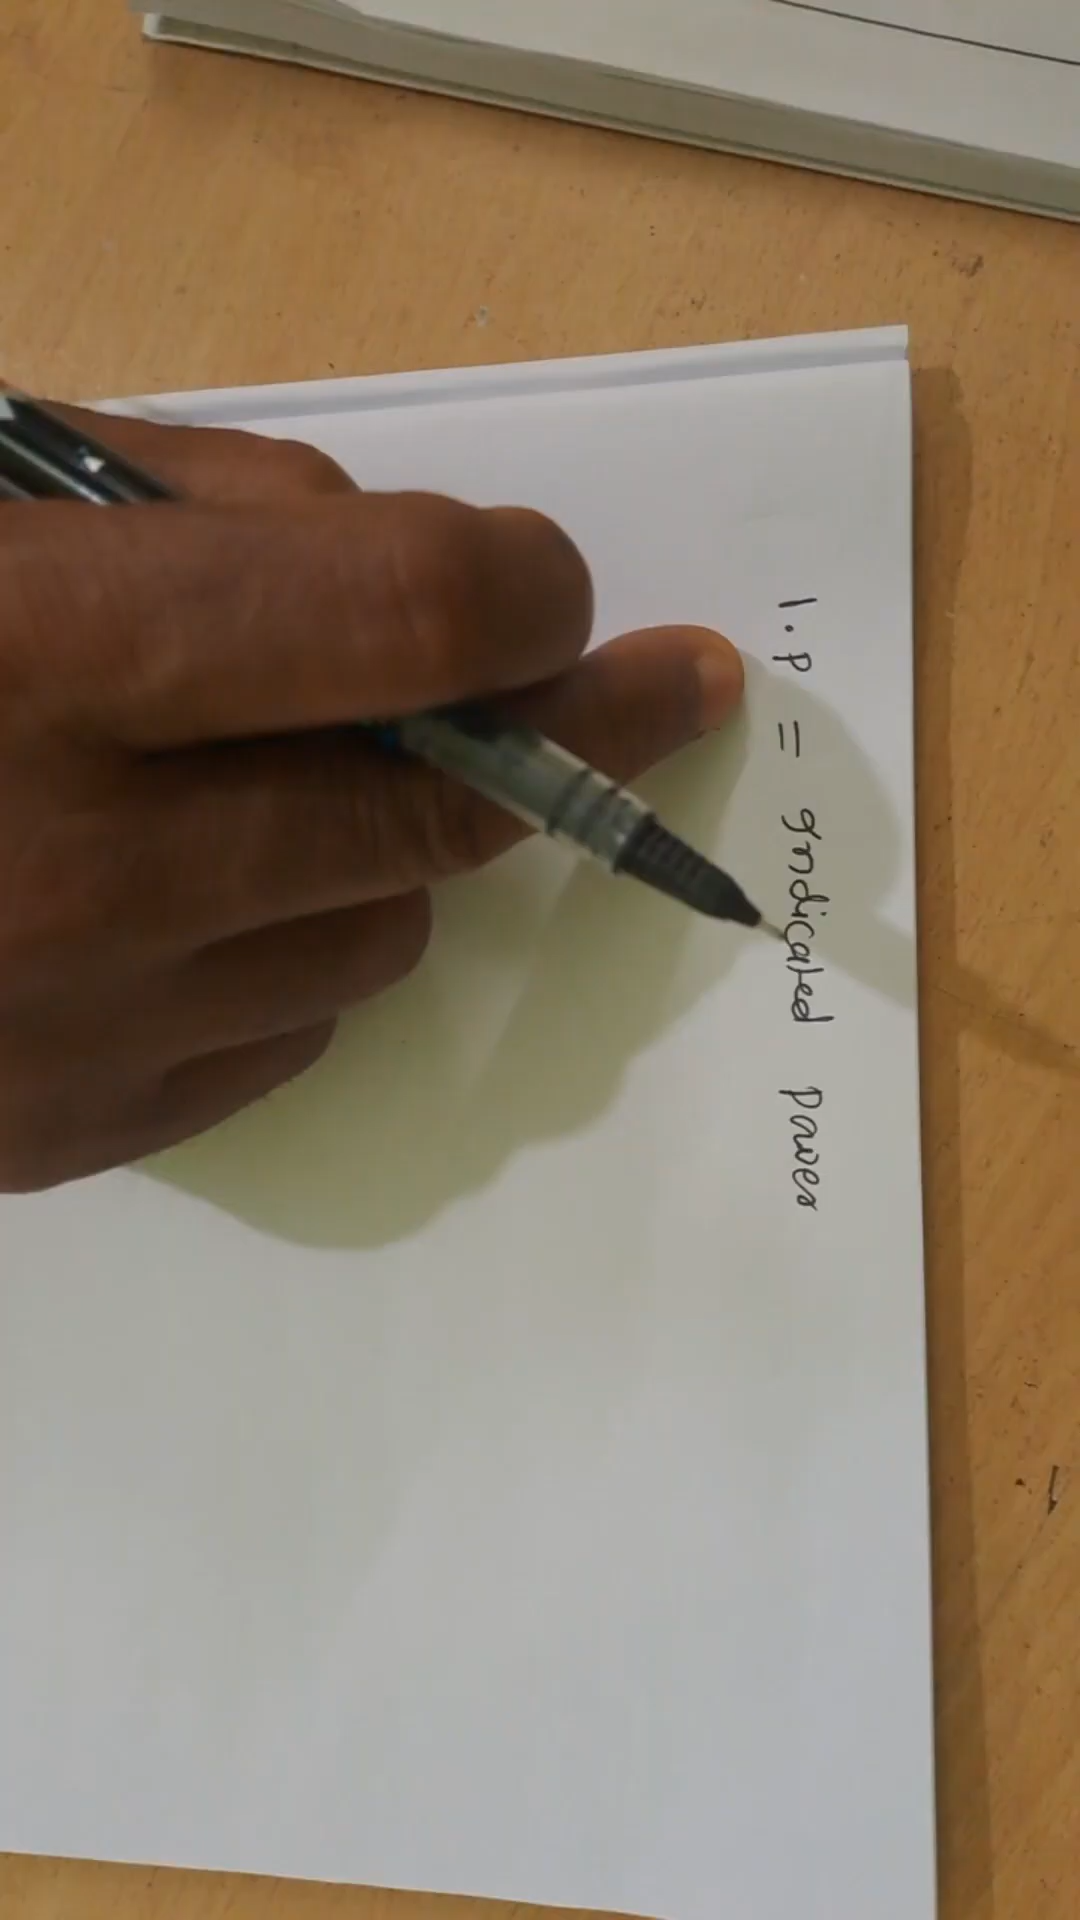 I.P = Indicated power